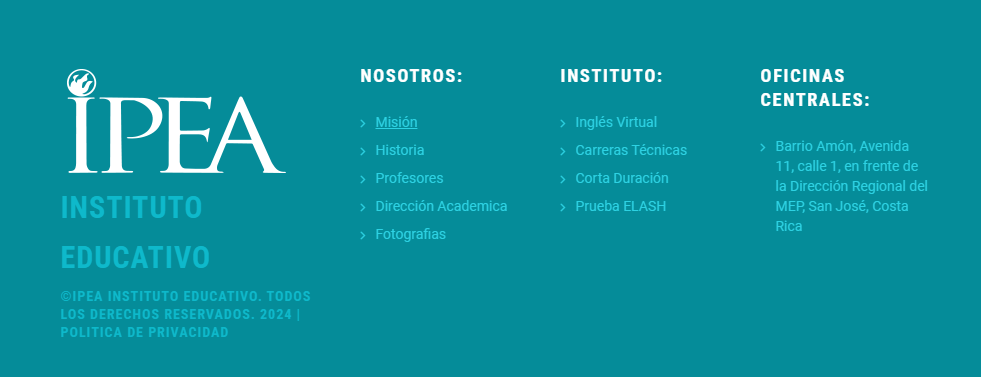 IPEA
INSTITUTO
EDUCATIVO
©IPEA INSTITUTO EDUCATIVO. TODOS
LOS DERECHOS RESERVADOS. 2024 |
POLITICA DE PRIVACIDAD
NOSOTROS:
Misión
Historia
Profesores
Dirección Academica
Fotografias
INSTITUTO:
Inglés Virtual
Carreras Técnicas
Corta Duración
Prueba ELASH
OFICINAS
CENTRALES:
Barrio Amón, Avenida
11, calle 1, en frente de
la Dirección Regional del
MEP, San José, Costa
Rica